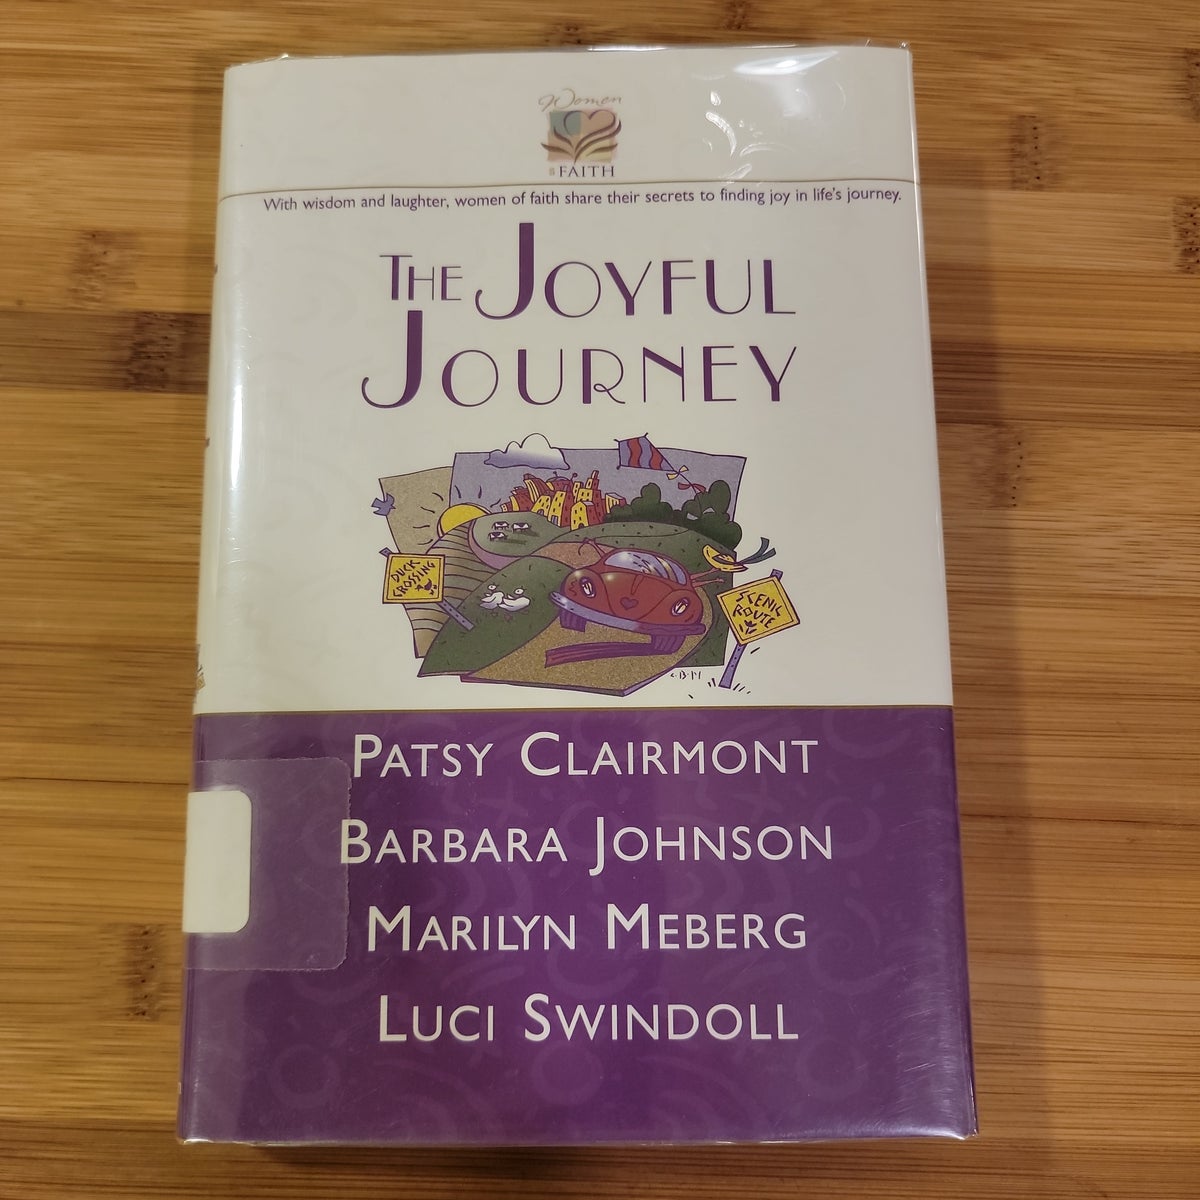 Women
of FAITH
With wisdom and laughter, women of faith share their secrets to finding joy in life's journey.
THE JOYFUL
JOURNEY
DUCK
CROSSING
SCENIC
ROUTE
PATSY CLAIRMONT
BARBARA JOHNSON
MARILYN MEBERG
LUCI SWINDOLL